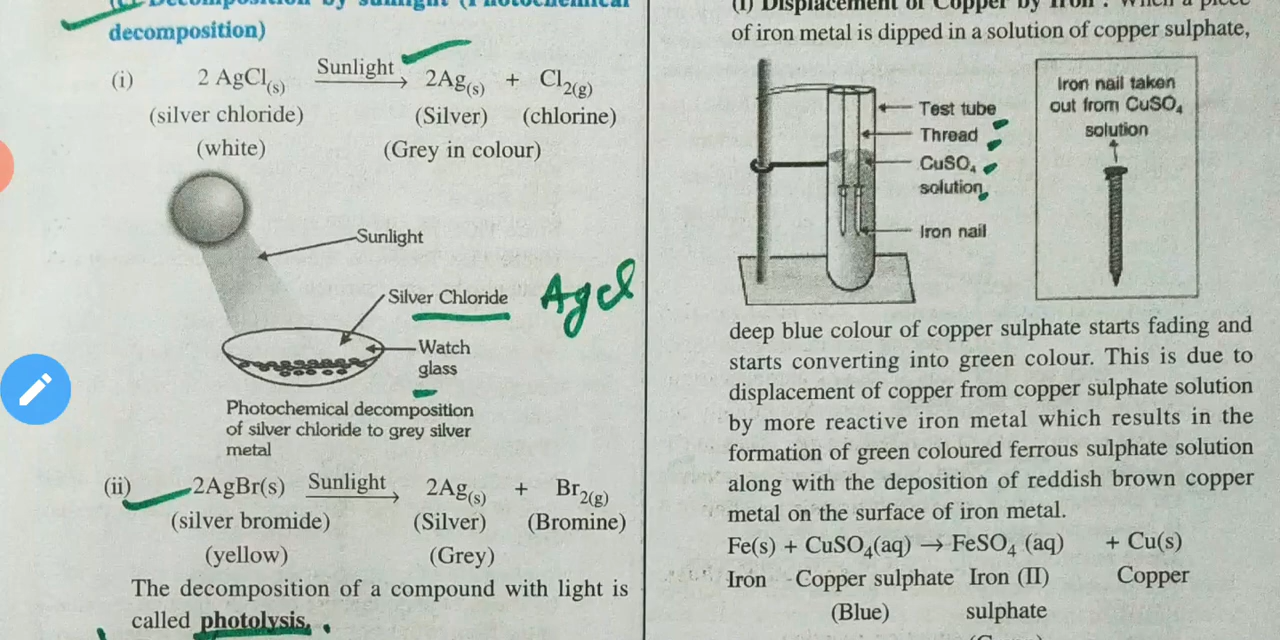 decomposition)
(i) 2 AgCl(s) Sunlight→ 2Ag(s) + Cl2(g)
(silver chloride) (Silver) (chlorine)
(white) (Grey in colour)
Sunlight
Silver Chloride AgCl
Watch
glass
Photochemical decomposition
of silver chloride to grey silver
metal
(ii) 2AgBr(s) Sunlight→ 2Ag(s) + Br2(g)
(silver bromide) (Silver) (Bromine)
(yellow) (Grey)
The decomposition of a compound with light is
called photolysis.
(i) Displacement of Copper by Iron : When a piece
of iron metal is dipped in a solution of copper sulphate,
Test tube
Thread
CuSO4
solution
Iron nail
Iron nail taken
out from CuSO4
solution
deep blue colour of copper sulphate starts fading and
starts converting into green colour. This is due to
displacement of copper from copper sulphate solution
by more reactive iron metal which results in the
formation of green coloured ferrous sulphate solution
along with the deposition of reddish brown copper
metal on the surface of iron metal.
Fe(s) + CuSO4(aq) → FeSO4 (aq) + Cu(s)
Iron Copper sulphate Iron (II) Copper
(Blue) sulphate